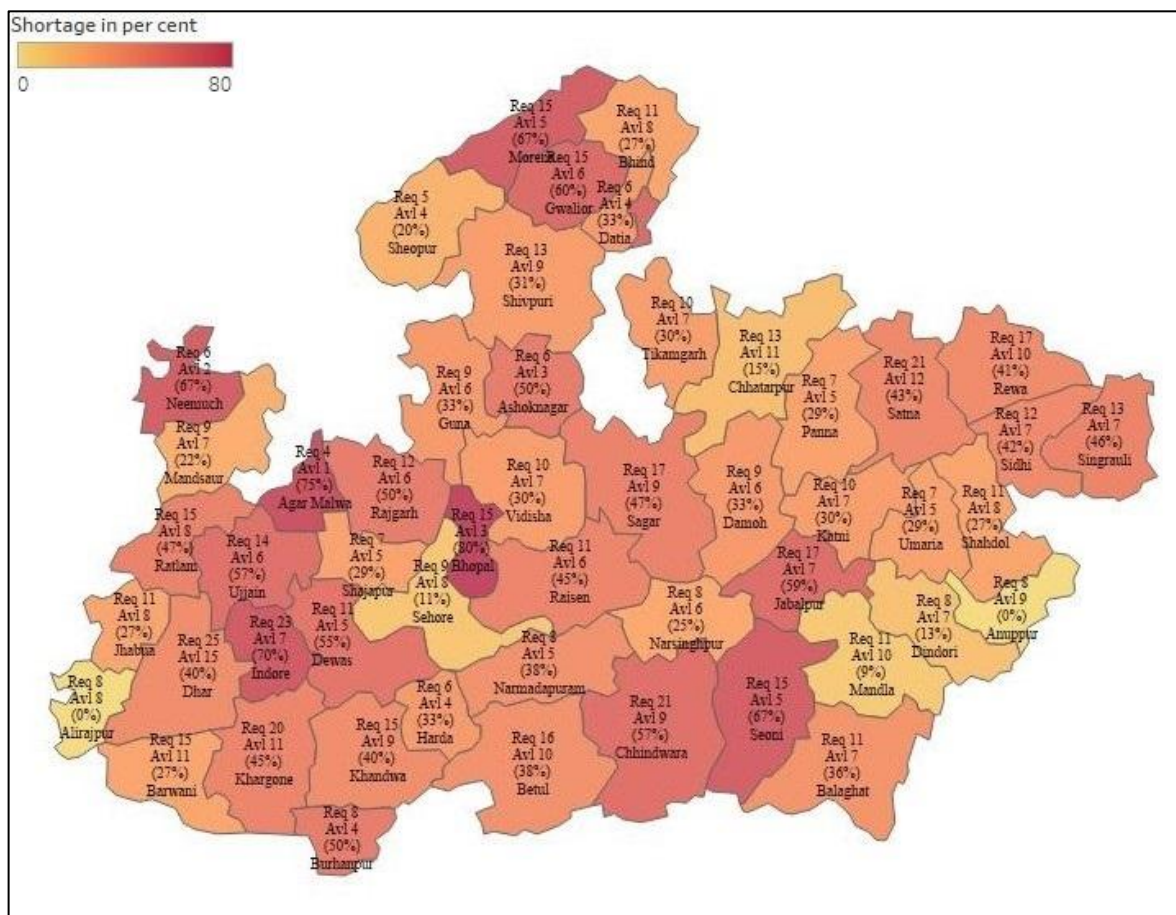 Shortage in per cent
0 80
Req 15
Avl 5
(67%)
Morena
Req 11
Avl 8
(27%)
Bhind
Req 15
Avl 6
(60%)
Gwalior
Req 6
Avl 4
(33%)
Datia
Req 5
Avl 4
(20%)
Sheopur
Req 13
Avl 9
(31%)
Shivpuri
Req 10
Avl 7
(30%)
Tikamgarh
Req 13
Avl 11
(15%)
Chhatarpur
Req 7
Avl 5
(29%)
Panna
Req 21
Avl 12
(43%)
Satna
Req 17
Avl 10
(41%)
Rewa
Req 12
Avl 7
(42%)
Sidhi
Req 13
Avl 7
(46%)
Singrauli
Req 6
Avl 2
(67%)
Neemuch
Req 9
Avl 7
(22%)
Mandsaur
Req 9
Avl 6
(33%)
Guna
Req 6
Avl 3
(50%)
Ashoknagar
Req 4
Avl 1
(75%)
Agar Malwa
Req 12
Avl 6
(50%)
Rajgarh
Req 10
Avl 7
(30%)
Vidisha
Req 17
Avl 9
(47%)
Sagar
Req 9
Avl 6
(33%)
Damoh
Req 10
Avl 7
(30%)
Katni
Req 7
Avl 5
(29%)
Umaria
Req 11
Avl 8
(27%)
Shahdol
Req 15
Avl 8
(47%)
Ratlam
Req 14
Avl 6
(57%)
Ujjain
Req 7
Avl 5
(29%)
Shajapur
Req 9
Avl 8
(11%)
Sehore
Req 15
Avl 3
(80%)
Bhopal
Req 11
Avl 6
(45%)
Raisen
Req 17
Avl 7
(59%)
Jabalpur
Req 8
Avl 7
(13%)
Dindori
Req 8
Avl 9
(0%)
Anuppur
Req 11
Avl 8
(27%)
Jhabua
Req 25
Avl 15
(40%)
Dhar
Req 23
Avl 7
(70%)
Indore
Req 11
Avl 5
(55%)
Dewas
Req 8
Avl 5
(38%)
Narmadapuram
Req 8
Avl 6
(25%)
Narsinghpur
Req 11
Avl 10
(9%)
Mandla
Req 8
Avl 8
(0%)
Alirajpur
Req 15
Avl 11
(27%)
Barwani
Req 20
Avl 11
(45%)
Khargone
Req 15
Avl 9
(40%)
Khandwa
Req 6
Avl 4
(33%)
Harda
Req 16
Avl 10
(38%)
Betul
Req 21
Avl 9
(57%)
Chhindwara
Req 15
Avl 5
(67%)
Seoni
Req 11
Avl 7
(36%)
Balaghat
Req 8
Avl 4
(50%)
Burhanpur